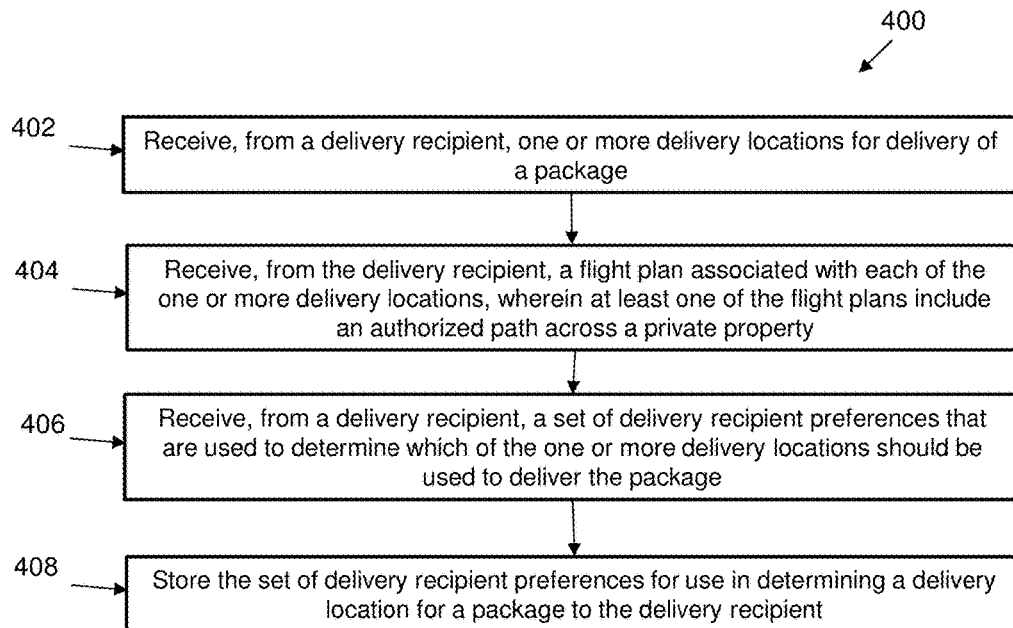 400
402
Receive, from a delivery recipient, one or more delivery locations for delivery of
a package
404
Receive, from the delivery recipient, a flight plan associated with each of the
one or more delivery locations, wherein at least one of the flight plans include
an authorized path across a private property
406
Receive, from a delivery recipient, a set of delivery recipient preferences that
are used to determine which of the one or more delivery locations should be
used to deliver the package
408
Store the set of delivery recipient preferences for use in determining a delivery
location for a package to the delivery recipient